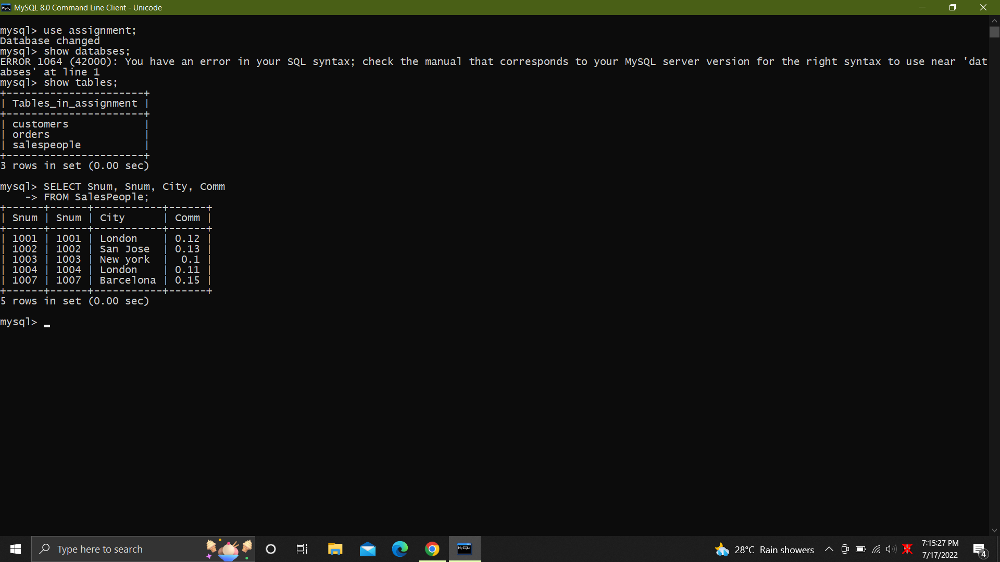 MySQL 8.0 Command Line Client - Unicode
mysql> use assignment;
Database changed
mysql> show databses;
ERROR 1064 (42000): You have an error in your SQL syntax; check the manual that corresponds to your MySQL server version for the right syntax to use near 'dat
abses' at line 1
mysql> show tables;
+----------------------+
| Tables_in_assignment |
+----------------------+
| customers            |
| orders               |
| salespeople          |
+----------------------+
3 rows in set (0.00 sec)
mysql> SELECT Snum, Snum, City, Comm
    -> FROM SalesPeople;
+------+------+-----------+------+
| Snum | Snum | City      | Comm |
+------+------+-----------+------+
| 1001 | 1001 | London    | 0.12 |
| 1002 | 1002 | San Jose  | 0.13 |
| 1003 | 1003 | New york  |  0.1 |
| 1004 | 1004 | London    | 0.11 |
| 1007 | 1007 | Barcelona | 0.15 |
+------+------+-----------+------+
5 rows in set (0.00 sec)
mysql> _
Type here to search
28°C Rain showers
7:15:27 PM
7/17/2022
4